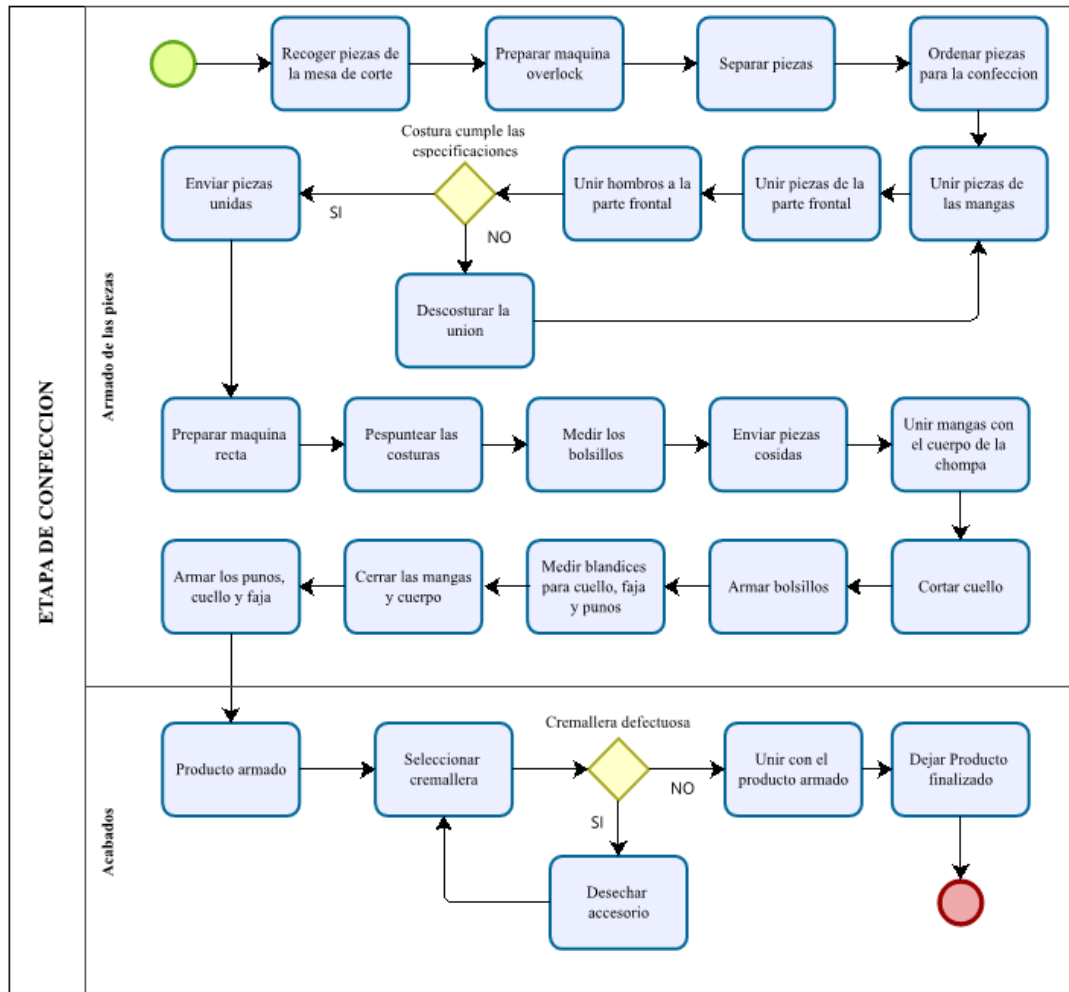 ETAPA DE CONFECCION
Armado de las piezas
Recoger piezas de
la mesa de corte
Preparar maquina
overlock
Separar piezas
Ordenar piezas
para la confeccion
Costura cumple las
especificaciones
Enviar piezas
unidas
SI
NO
Unir hombros a la
parte frontal
Unir piezas de la
parte frontal
Unir piezas de
las mangas
Descosturar la
union
Preparar maquina
recta
Pespuntear las
costuras
Medir los
bolsillos
Enviar piezas
cosidas
Unir mangas con
el cuerpo de la
chompa
Armar los punos,
cuello y faja
Cerrar las mangas
y cuerpo
Medir blandices
para cuello, faja
y punos
Armar bolsillos
Cortar cuello
Acabados
Producto armado
Seleccionar
cremallera
Cremallera defectuosa
NO
SI
Unir con el
producto armado
Dejar Producto
finalizado
Desechar
accesorio